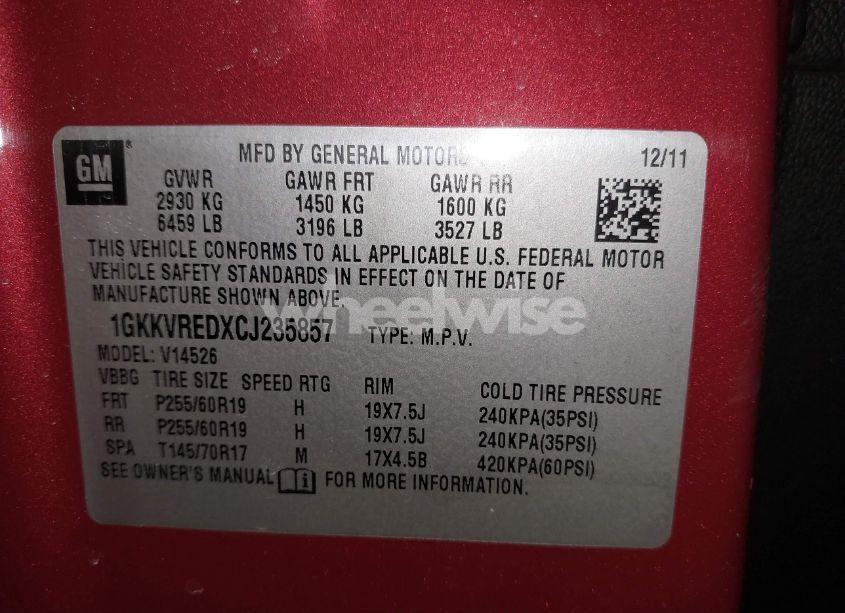 GM
MFD BY GENERAL MOTORS 12/11
GVWR GAWR FRT GAWR RR
2930 KG 1450 KG 1600 KG
6459 LB 3196 LB 3527 LB
THIS VEHICLE CONFORMS TO ALL APPLICABLE U.S. FEDERAL MOTOR
VEHICLE SAFETY STANDARDS IN EFFECT ON THE DATE OF
MANUFACTURE SHOWN ABOVE.
wheelwise
1GKKVREDXCJ235857 TYPE: M.P.V.
MODEL: V14526
VBBG TIRE SIZE SPEED RTG RIM COLD TIRE PRESSURE
FRT P255/60R19 H 19X7.5J 240KPA(35PSI)
RR P255/60R19 H 19X7.5J 240KPA(35PSI)
SPA T145/70R17 M 17X4.5B 420KPA(60PSI)
SEE OWNER'S MANUAL FOR MORE INFORMATION.